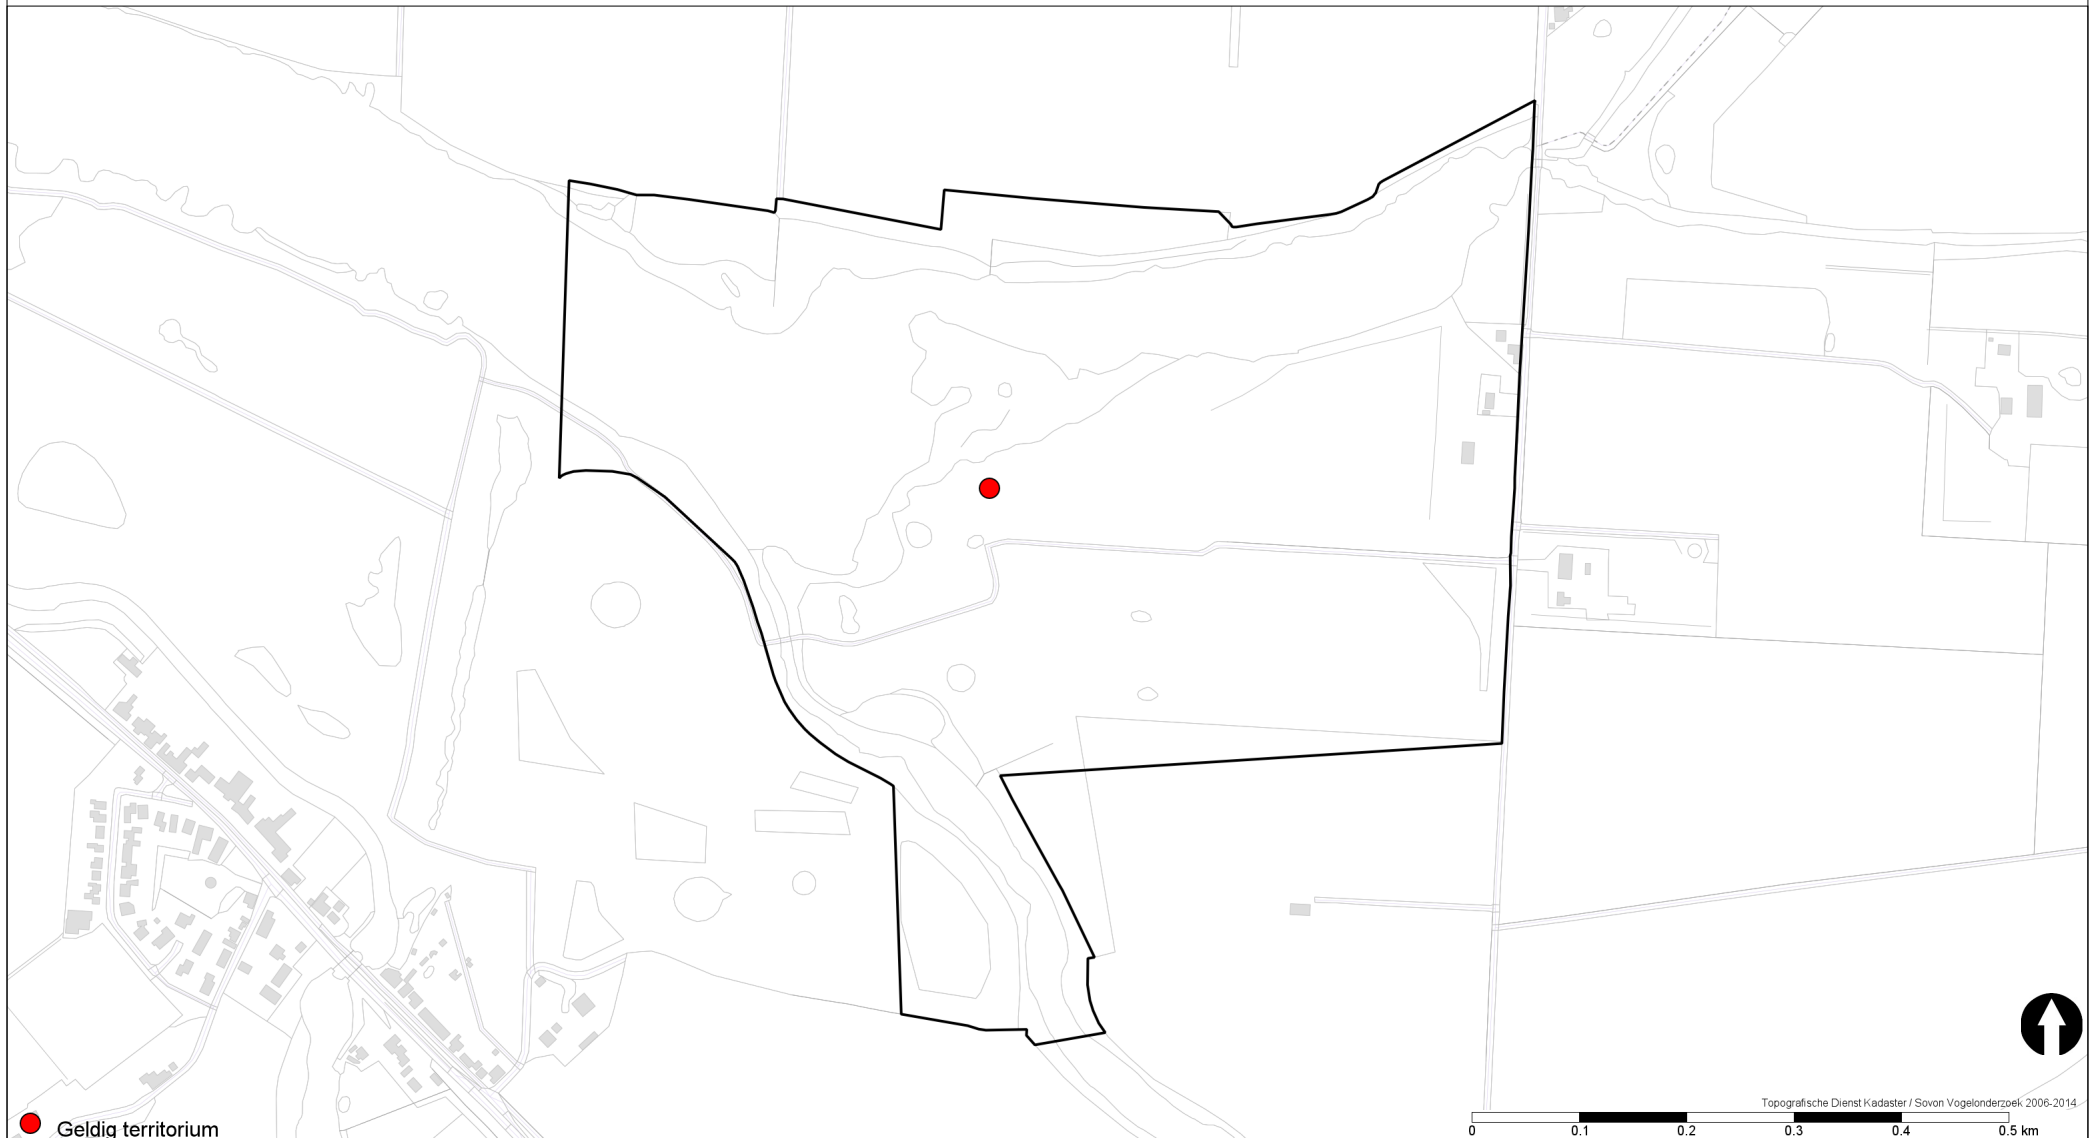 Topografische Dienst Kadaster / Sovon Vogelonderzoek 2006-2014
0 0.1 0.2 0.3 0.4 0.5 km
Geldig territorium